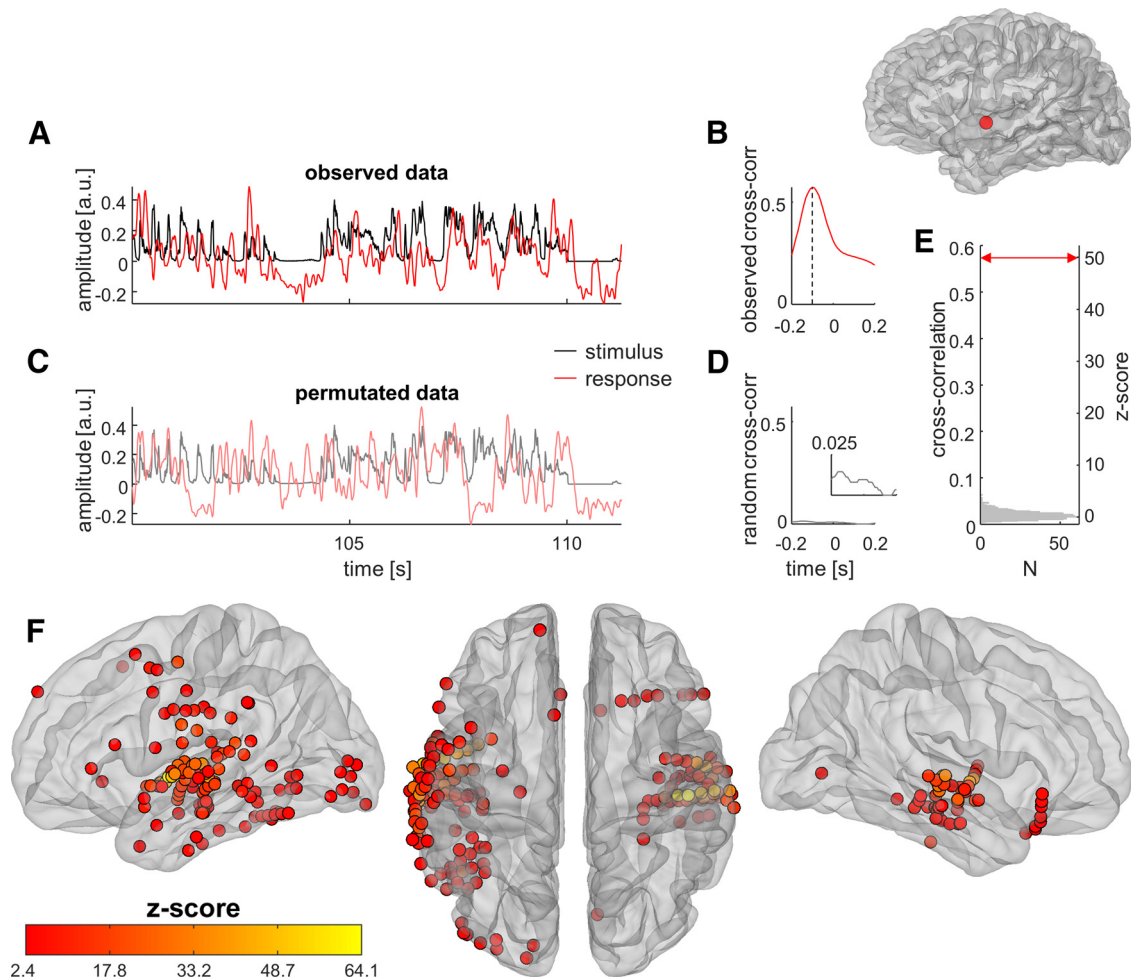 A
observed data
amplitude [a.u.]
0.4
0.2
0
-0.2
105
110
B
observed cross-corr
0.5
0
-0.2
0
0.2
C
permutated data
stimulus
response
amplitude [a.u.]
0.4
0.2
0
-0.2
105
110
time [s]
D
random cross-corr
0.5
0.025
0
-0.2
0
0.2
time [s]
E
cross-correlation
0.6
0.5
0.4
0.3
0.2
0.1
0
z-score
50
40
30
20
10
0
0
50
N
F
z-score
2.4
17.8
33.2
48.7
64.1